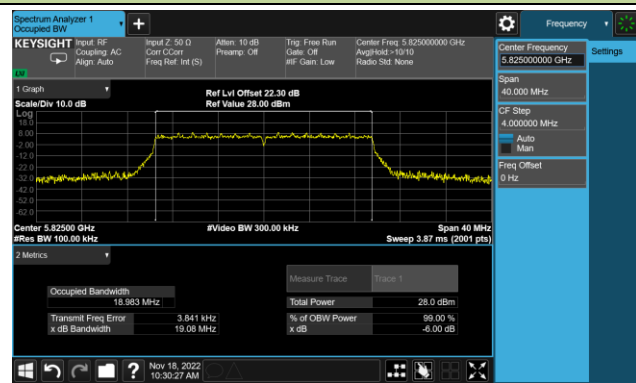 Spectrum Analyzer 1
Occupied BW
+
Frequency
KEYSIGHT
Input: RF
Coupling: AC
Align: Auto
Input Z: 50 Ω
Corr CCorr
Freq Ref: Int (S)
Atten: 10 dB
Preamp: Off
Trig: Free Run
Gate: Off
#IF Gain: Low
Center Freq: 5.825000000 GHz
Avg|Hold:>10/10
Radio Std: None
Center Frequency
5.825000000 GHz
Settings
Span
40.000 MHz
CF Step
4.000000 MHz
Auto
Man
Freq Offset
0 Hz
1 Graph
Scale/Div 10.0 dB
Ref Lvl Offset 22.30 dB
Ref Value 28.00 dBm
Log
18.0
8.00
-2.00
-12.0
-22.0
-32.0
-42.0
-52.0
-62.0
Center 5.82500 GHz
#Res BW 100.00 kHz
#Video BW 300.00 kHz
Span 40 MHz
Sweep 3.87 ms (2001 pts)
2 Metrics
Measure Trace
Trace 1
Occupied Bandwidth
18.983 MHz
Total Power
28.0 dBm
Transmit Freq Error
3.841 kHz
% of OBW Power
99.00 %
x dB Bandwidth
19.08 MHz
x dB
-6.00 dB
?
Nov 18, 2022
10:30:27 AM